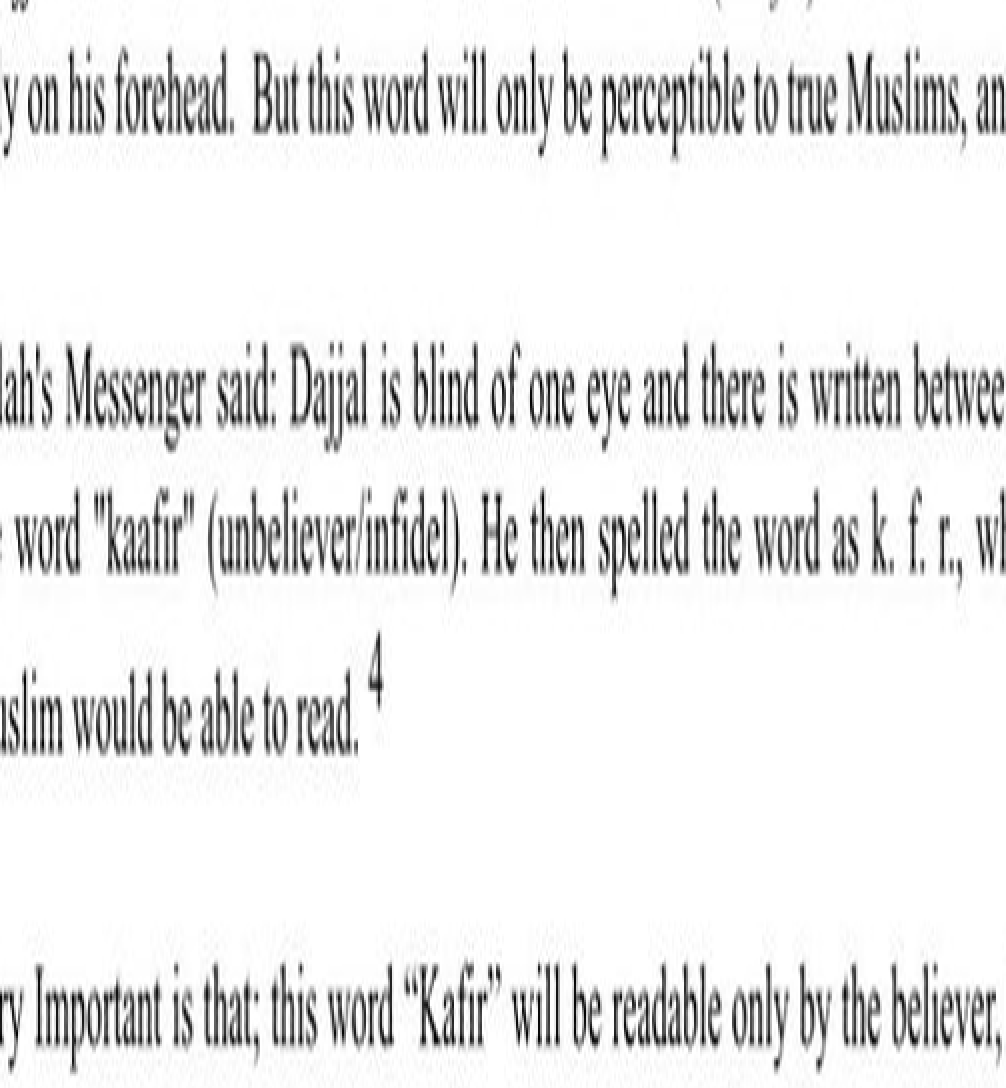 y on his forehead. But this word will only be perceptible to true Muslims, an
lah's Messenger said: Dajjal is blind of one eye and there is written betwee
word "kaafir" (unbeliever/infidel). He then spelled the word as k. f. r., wi
uslim would be able to read. 4
ry Important is that; this word “Kafir” will be readable only by the believer,